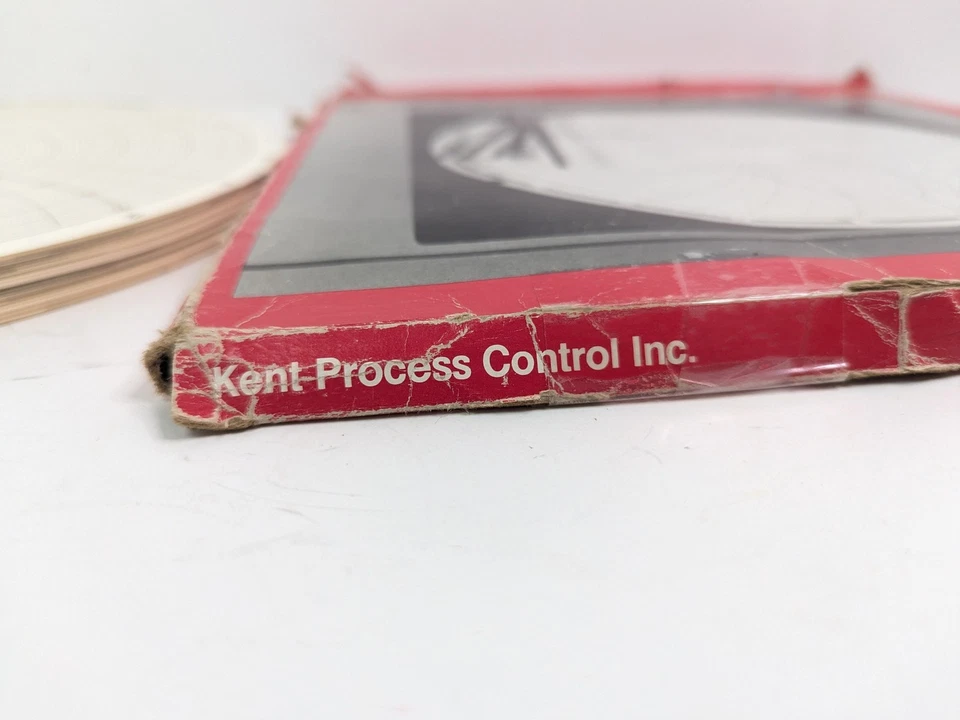 Kent Process Control Inc.